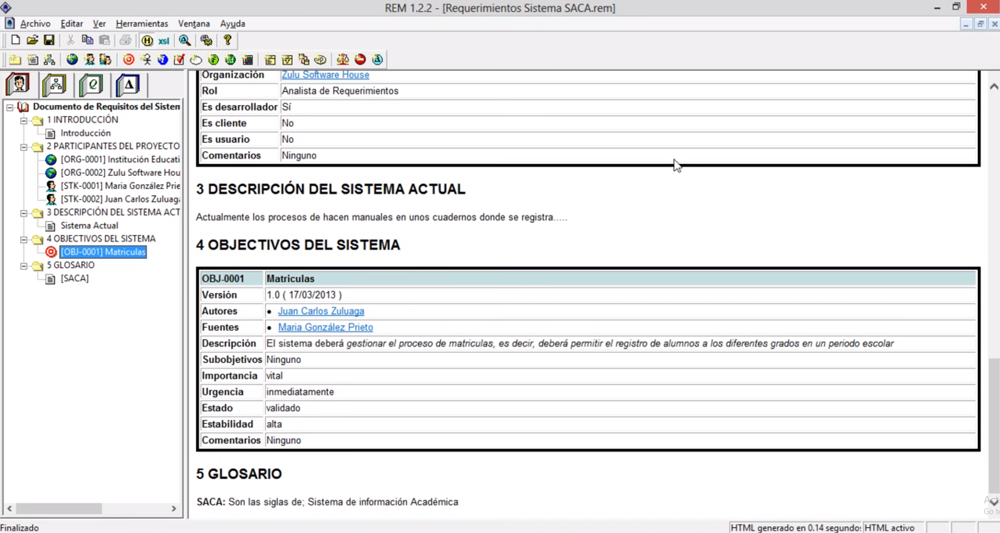 REM 1.2.2 - [Requerimientos Sistema SACA.rem]
Archivo Editar Ver Herramientas Ventana Ayuda
H xsl
Documento de Requisitos del Sistem
1 INTRODUCCIÓN
Introducción
2 PARTICIPANTES DEL PROYECTO
[ORG-0001] Institución Educati
[ORG-0002] Zulu Software Hou
[STK-0001] Maria González Prie
[STK-0002] Juan Carlos Zuluaga
3 DESCRIPCIÓN DEL SISTEMA ACT
Sistema Actual
4 OBJECTIVOS DEL SISTEMA
[OBJ-0001] Matriculas
5 GLOSARIO
[SACA]
Organización Zulu Software House
Rol Analista de Requerimientos
Es desarrollador Sí
Es cliente No
Es usuario No
Comentarios Ninguno
3 DESCRIPCIÓN DEL SISTEMA ACTUAL
Actualmente los procesos de hacen manuales en unos cuadernos donde se registra.....
4 OBJECTIVOS DEL SISTEMA
OBJ-0001 Matriculas
Versión 1.0 ( 17/03/2013 )
Autores • Juan Carlos Zuluaga
Fuentes • Maria González Prieto
Descripción El sistema deberá gestionar el proceso de matriculas, es decir, deberá permitir el registro de alumnos a los diferentes grados en un periodo escolar
Subobjetivos Ninguno
Importancia vital
Urgencia inmediatamente
Estado validado
Estabilidad alta
Comentarios Ninguno
5 GLOSARIO
SACA: Son las siglas de; Sistema de información Académica
Go t
Finalizado
HTML generado en 0.14 segundo: HTML activo